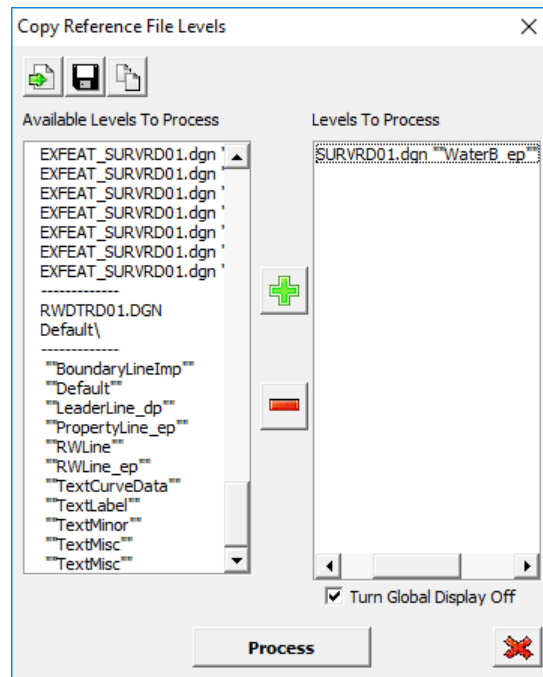 Copy Reference File Levels
Available Levels To Process
Levels To Process
EXFEAT_SURVRD01.dgn '
EXFEAT_SURVRD01.dgn '
EXFEAT_SURVRD01.dgn '
EXFEAT_SURVRD01.dgn '
EXFEAT_SURVRD01.dgn '
EXFEAT_SURVRD01.dgn '
EXFEAT_SURVRD01.dgn '
-------------
RWDTRD01.DGN
Default\
-------------
""BoundaryLineImp""
""Default""
""LeaderLine_dp""
""PropertyLine_ep""
""RWLine""
""RWLine_ep""
""TextCurveData""
""TextLabel""
""TextMinor""
""TextMisc""
""TextMisc""
SURVRD01.dgn ""WaterB_ep""
Turn Global Display Off
Process